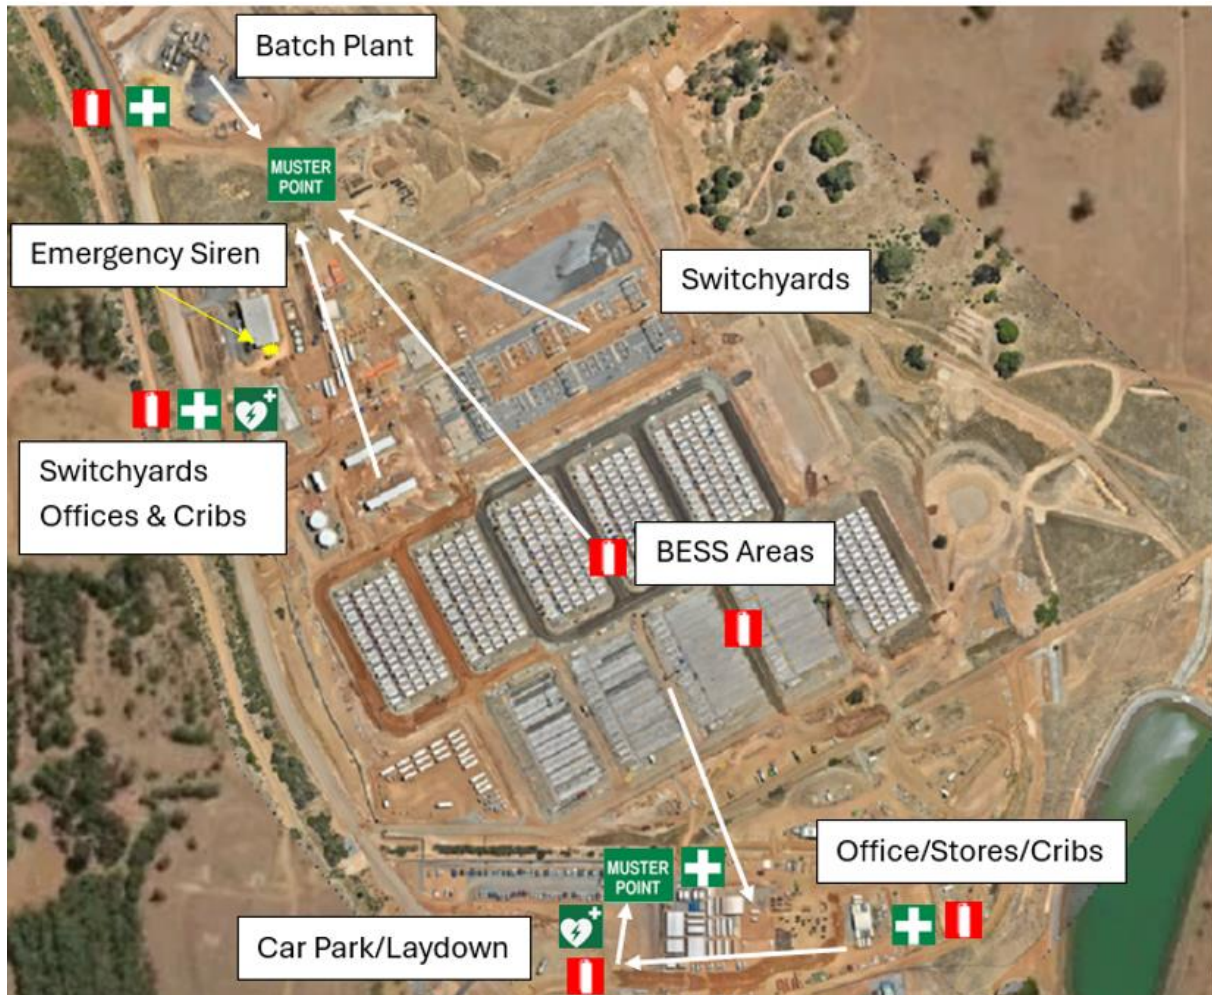 Batch Plant
MUSTER
POINT
Emergency Siren
Switchyards
Switchyards
Offices & Cribs
BESS Areas
Office/Stores/Cribs
MUSTER
POINT
Car Park/Laydown